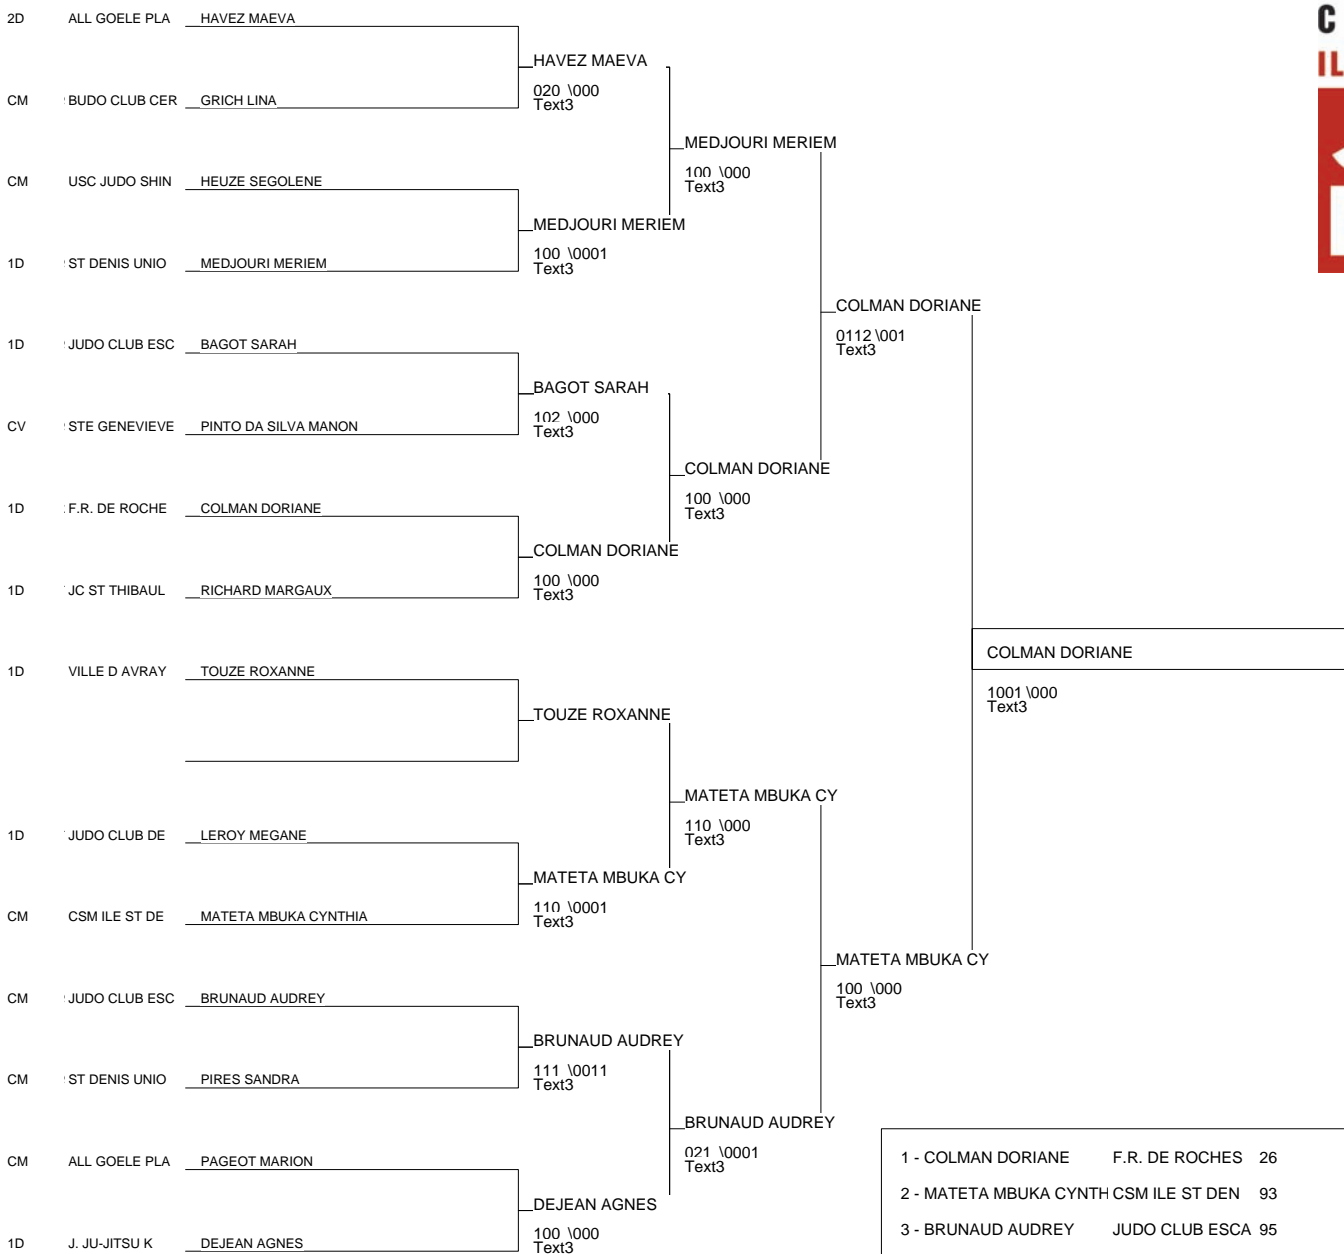 2D ALL GOELE PLA HAVEZ MAEVA
C
HAVEZ MAEVA
IL
020 \000
Text3
CM BUDO CLUB CER GRICH LINA
MEDJOURI MERIEM
100 \000
Text3
CM USC JUDO SHIN HEUZE SEGOLENE
MEDJOURI MERIEM
100 \0001
Text3
1D ST DENIS UNIO MEDJOURI MERIEM
COLMAN DORIANE
0112 \001
Text3
1D JUDO CLUB ESC BAGOT SARAH
BAGOT SARAH
102 \000
Text3
CV STE GENEVIEVE PINTO DA SILVA MANON
COLMAN DORIANE
100 \000
Text3
1D F.R. DE ROCHE COLMAN DORIANE
COLMAN DORIANE
100 \000
Text3
1D JC ST THIBAUL RICHARD MARGAUX
COLMAN DORIANE
1001 \000
Text3
1D VILLE D AVRAY TOUZE ROXANNE
TOUZE ROXANNE
MATETA MBUKA CY
110 \000
Text3
1D JUDO CLUB DE LEROY MEGANE
MATETA MBUKA CY
110 \0001
Text3
CM CSM ILE ST DE MATETA MBUKA CYNTHIA
MATETA MBUKA CY
100 \000
Text3
CM JUDO CLUB ESC BRUNAUD AUDREY
BRUNAUD AUDREY
111 \0011
Text3
CM ST DENIS UNIO PIRES SANDRA
BRUNAUD AUDREY
021 \0001
Text3
CM ALL GOELE PLA PAGEOT MARION
DEJEAN AGNES
100 \000
Text3
1D J. JU-JITSU K DEJEAN AGNES
1 - COLMAN DORIANE F.R. DE ROCHES 26
2 - MATETA MBUKA CYNTH CSM ILE ST DEN 93
3 - BRUNAUD AUDREY JUDO CLUB ESCA 95